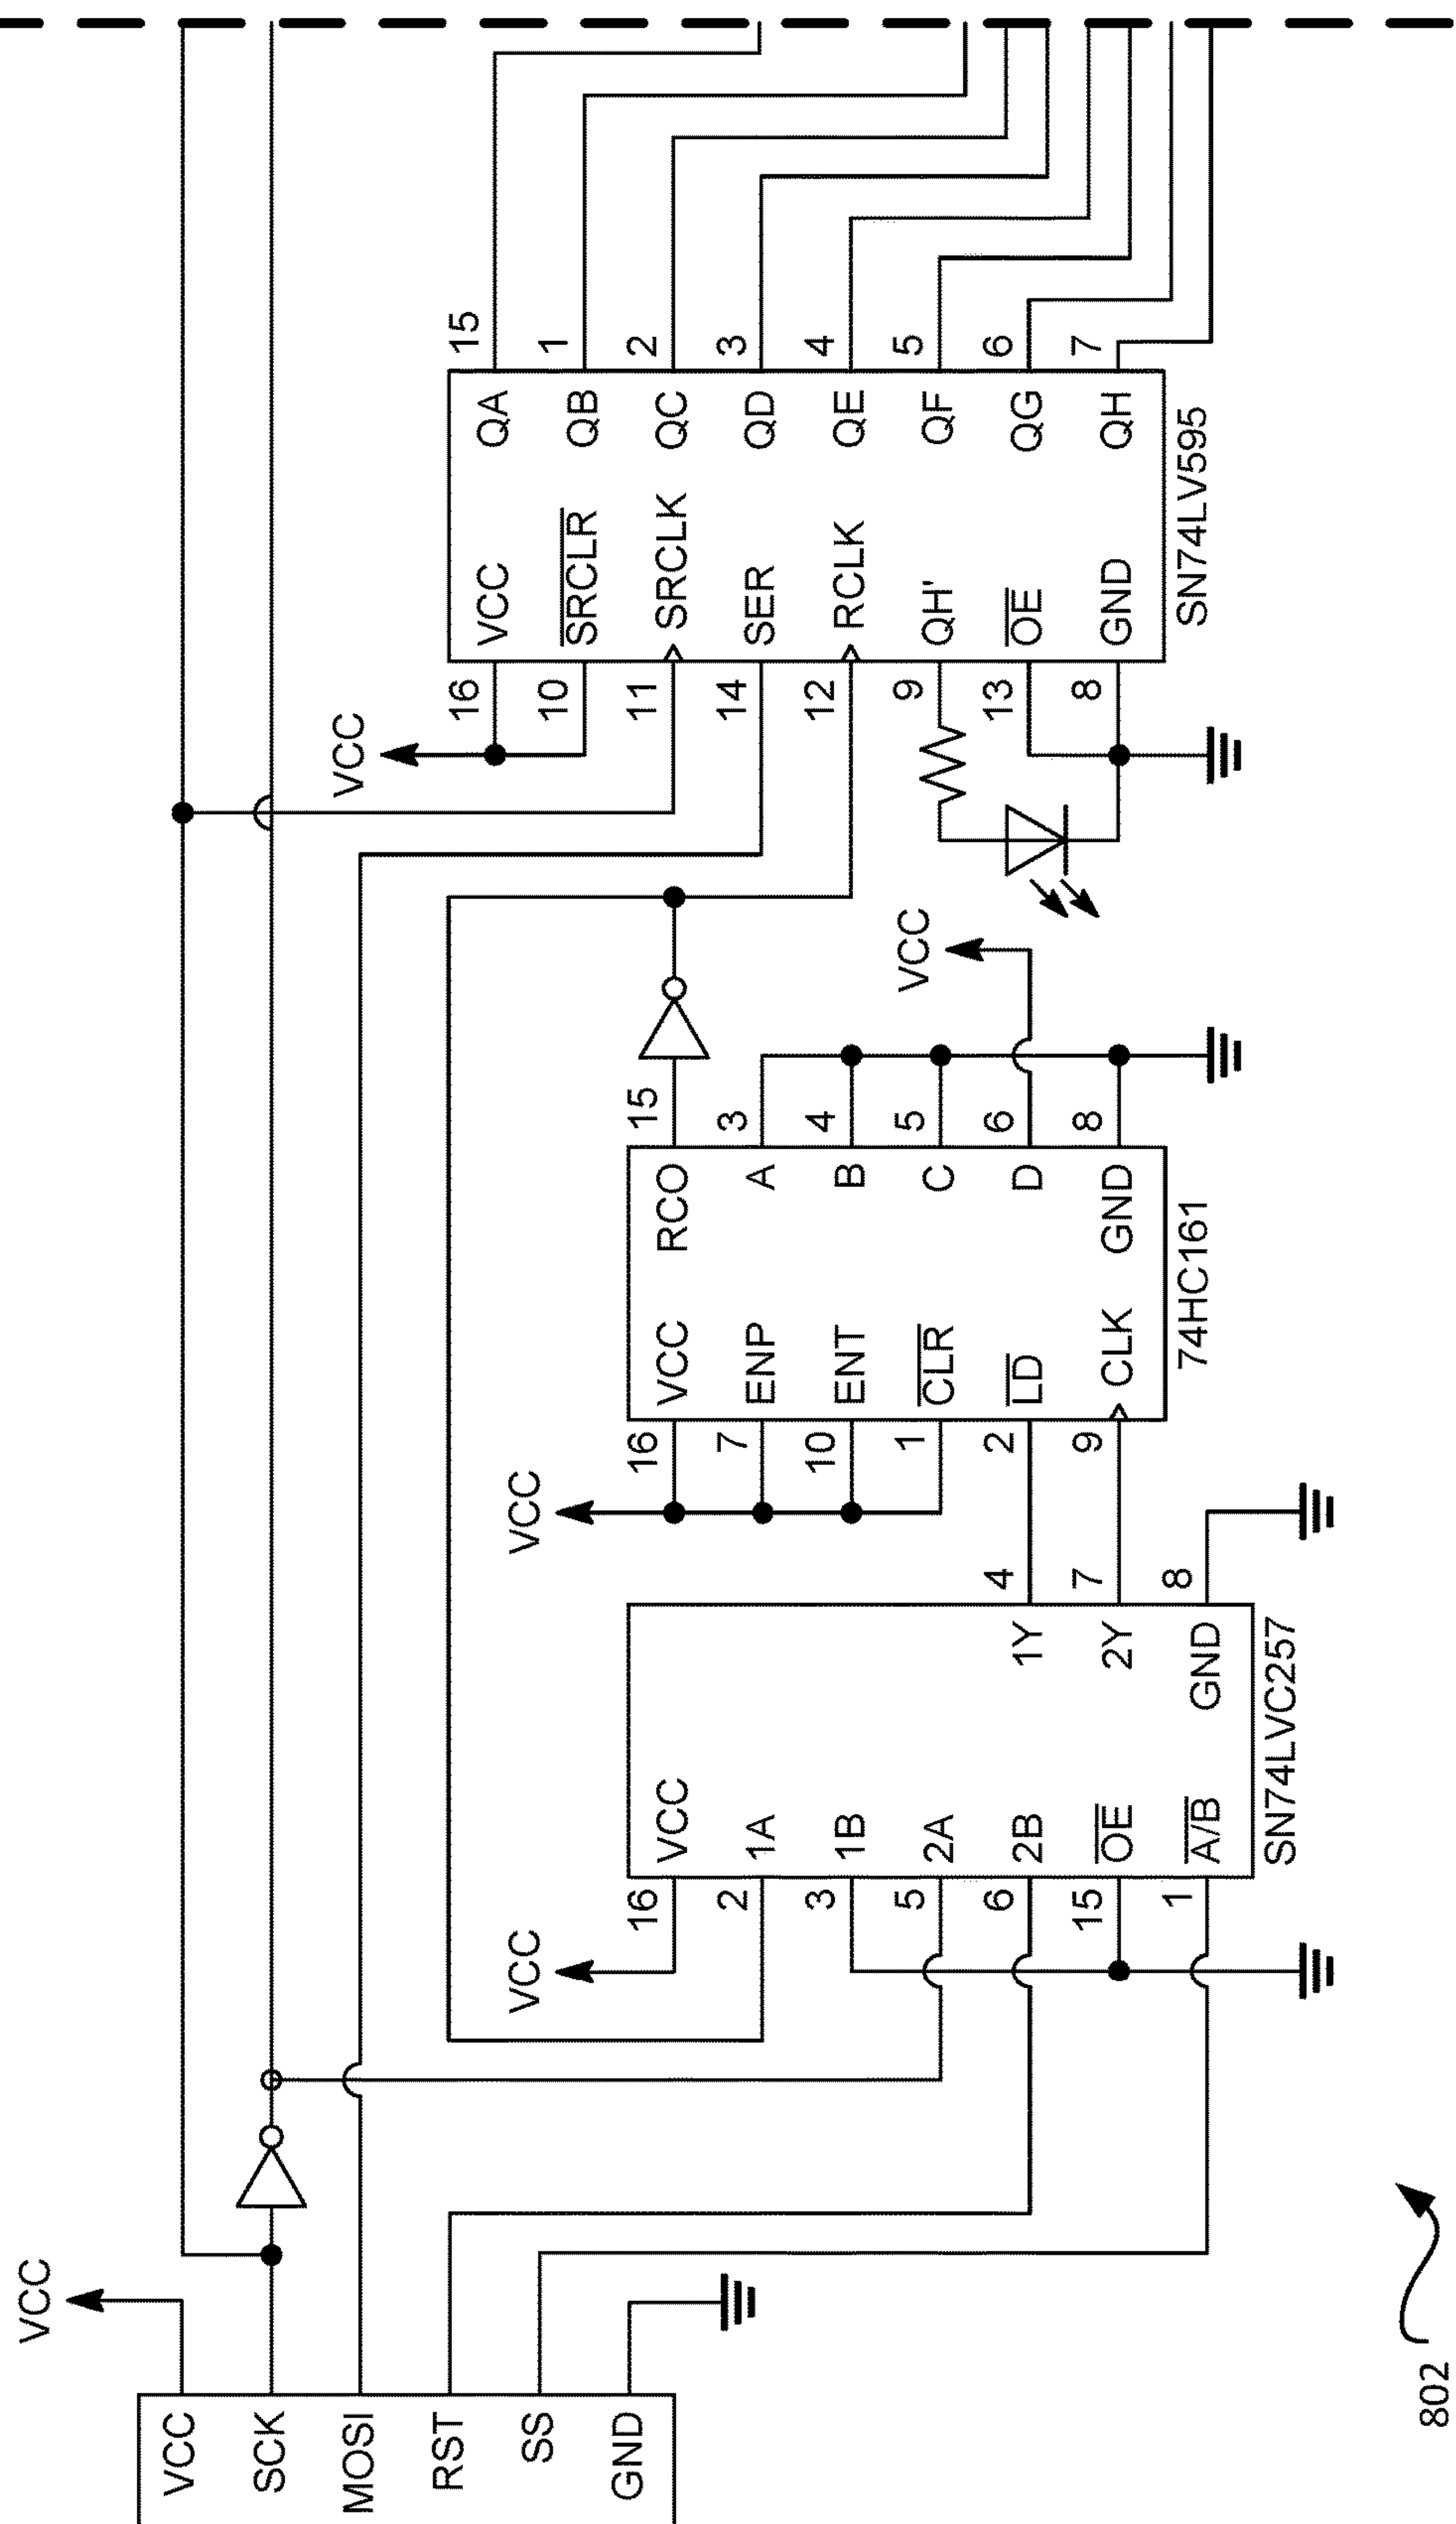 VCC
VCC
SCK
MOSI
RST
SS
GND
VCC
16 VCC
2 1A
3 1B
5 2A
6 2B
15 OE
1 A/B
1Y 4
2Y 7
GND 8
SN74LVC257
VCC
16 VCC
7 ENP
10 ENT
1 CLR
2 LD
9 CLK
RCO 15
A 3
B 4
C 5
D 6
GND 8
74HC161
VCC
VCC
16 VCC
10 SRCLR
11 SRCLK
14 SER
12 RCLK
9 QH'
13 OE
8 GND
QA 15
QB 1
QC 2
QD 3
QE 4
QF 5
QG 6
QH 7
SN74LV595
802